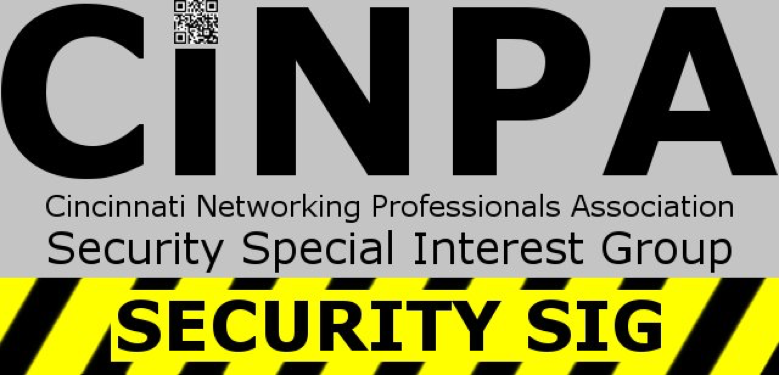 CiNPA
Cincinnati Networking Professionals Association
Security Special Interest Group
SECURITY SIG